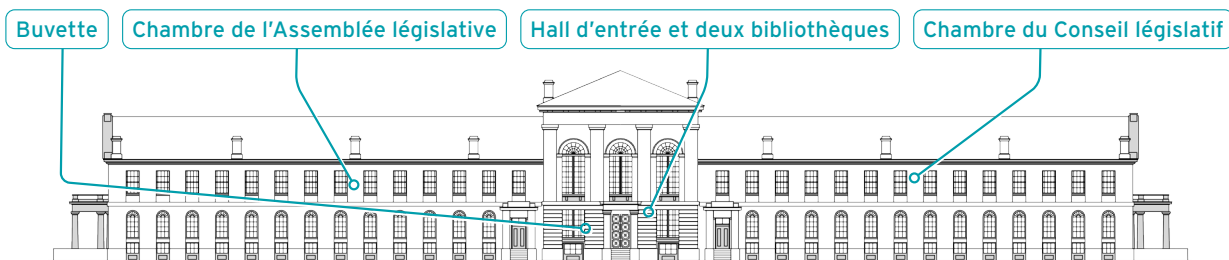 Buvette
Chambre de l'Assemblée législative
Hall d'entrée et deux bibliothèques
Chambre du Conseil législatif